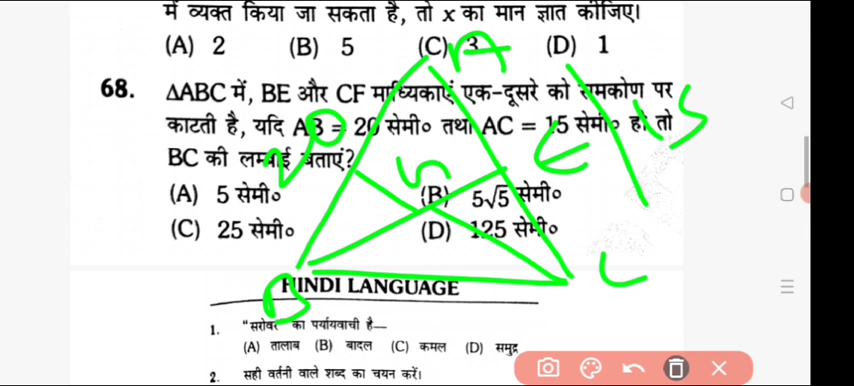 में व्यक्त किया जा सकता है, तो x का मान ज्ञात कीजिए।
(A) 2 (B) 5 (C) 3 (D) 1
68. ΔABC में, BE और CF माध्यिकाएं एक-दूसरे को समकोण पर
काटती है, यदि AB = 20 सेमी० तथा AC = 15 सेमी० हो तो
BC की लम्बाई बताएं?
(A) 5 सेमी० (B) 5√5 सेमी०
(C) 25 सेमी० (D) 125 सेमी०
A
20
15
E
G
B
C
HINDI LANGUAGE
1. "सरोवर" का पर्यायवाची है—
(A) तालाब (B) बादल (C) कमल (D) समुद्र
2. सही वर्तनी वाले शब्द का चयन करें।